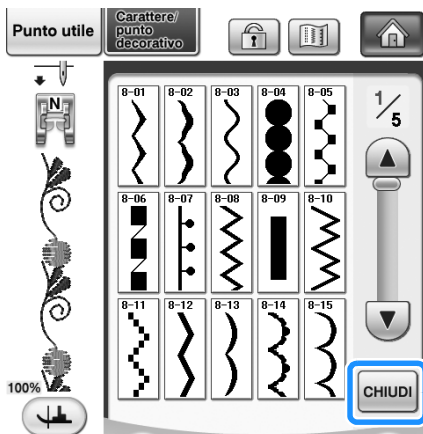 Punto utile
Carattere/
punto
decorativo
N
8-01 8-02 8-03 8-04 8-05
1/5
8-06 8-07 8-08 8-09 8-10
8-11 8-12 8-13 8-14 8-15
100%
CHIUDI